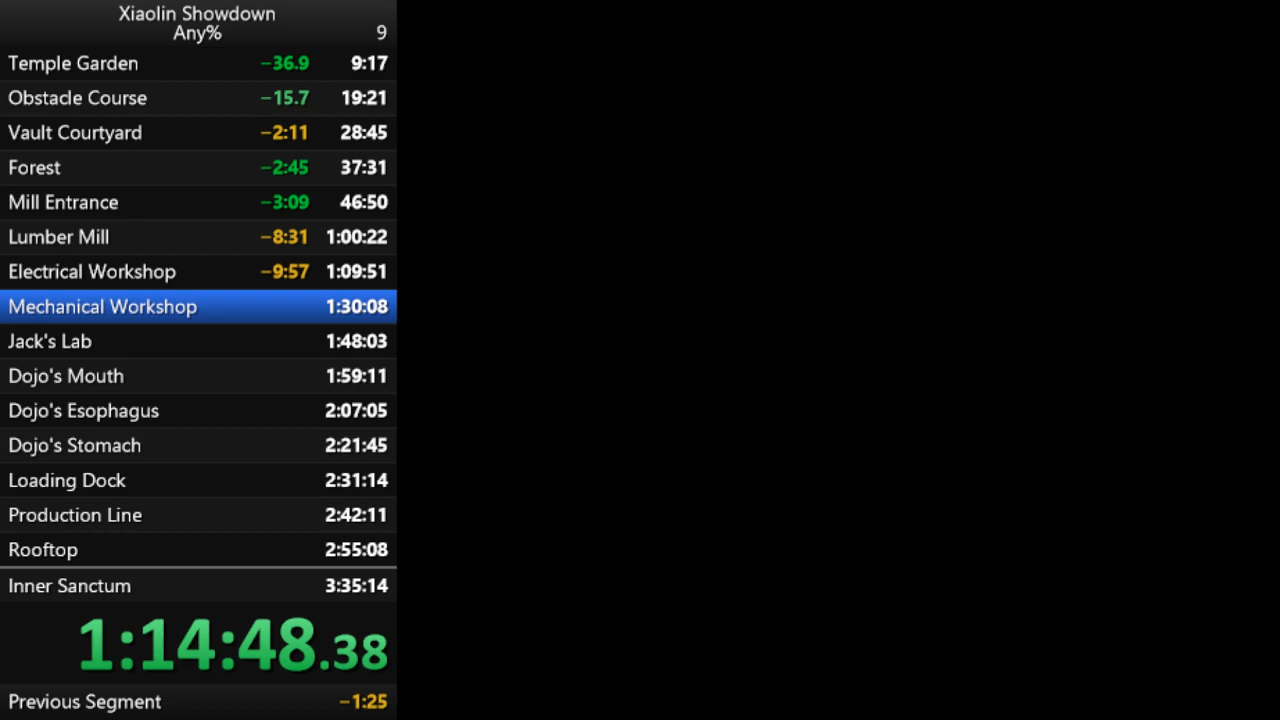 Xiaolin Showdown
Any% 9
Temple Garden −36.9 9:17
Obstacle Course −15.7 19:21
Vault Courtyard −2:11 28:45
Forest −2:45 37:31
Mill Entrance −3:09 46:50
Lumber Mill −8:31 1:00:22
Electrical Workshop −9:57 1:09:51
Mechanical Workshop 1:30:08
Jack's Lab 1:48:03
Dojo's Mouth 1:59:11
Dojo's Esophagus 2:07:05
Dojo's Stomach 2:21:45
Loading Dock 2:31:14
Production Line 2:42:11
Rooftop 2:55:08
Inner Sanctum 3:35:14
1:14:48.38
Previous Segment −1:25